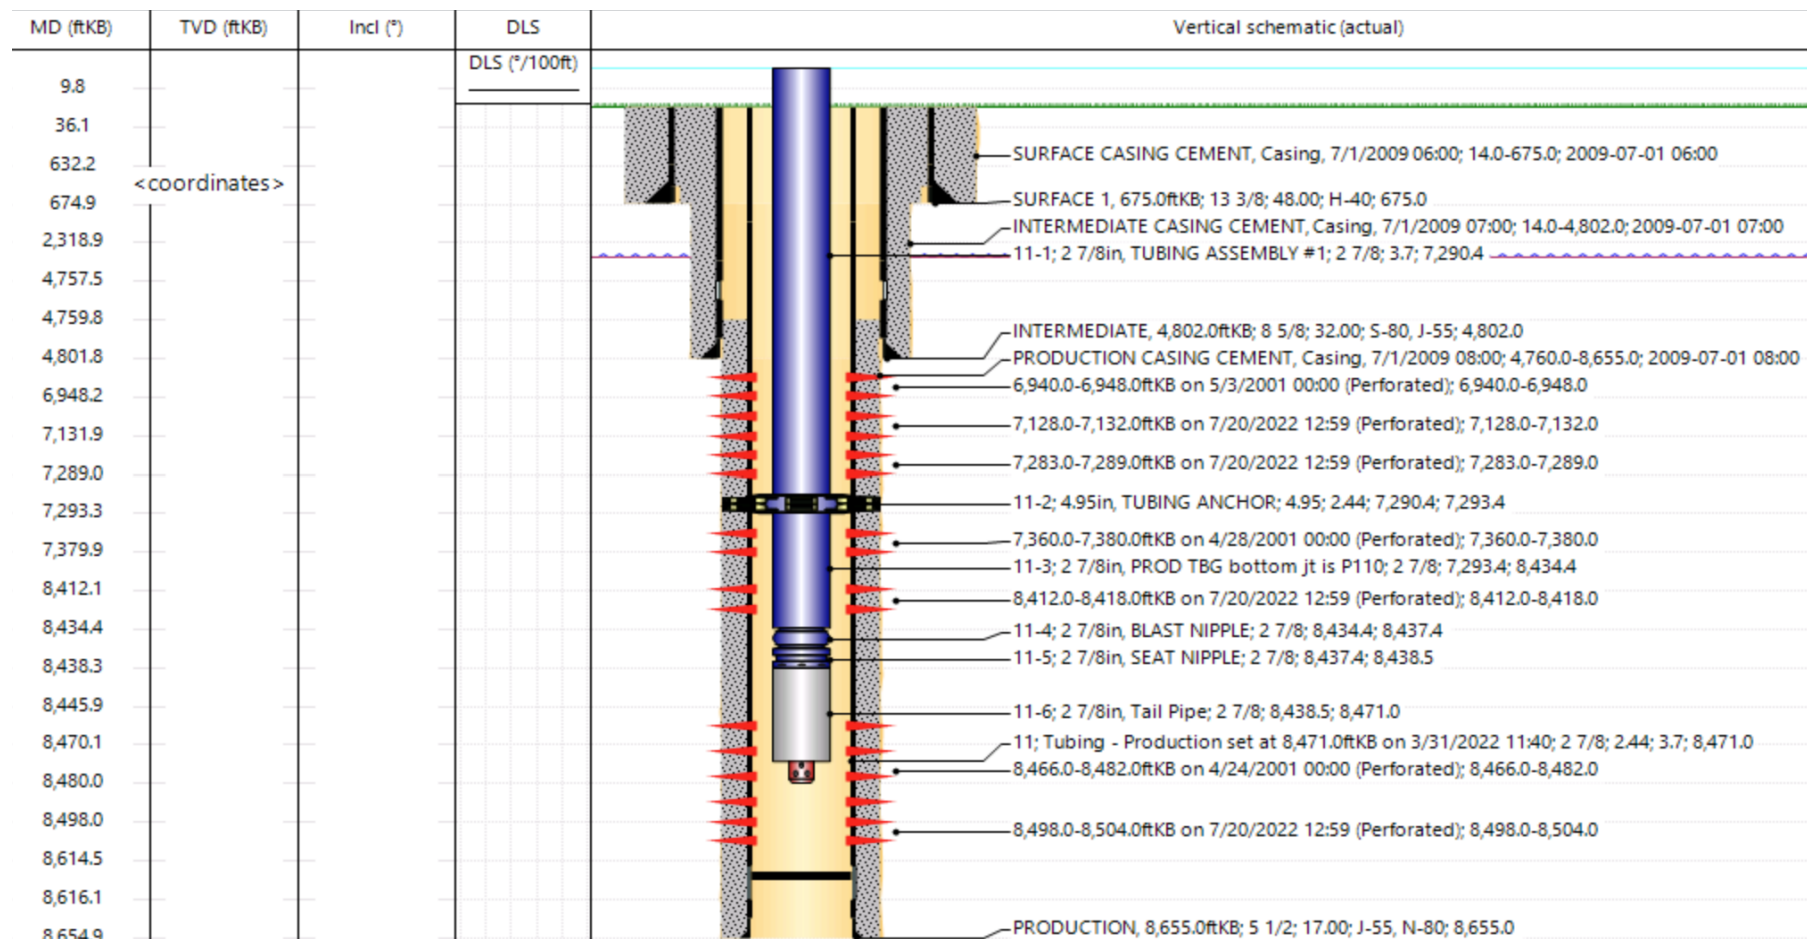 MD (ftKB) TVD (ftKB) Incl (°) DLS Vertical schematic (actual)
DLS (°/100ft)
9.8
36.1
SURFACE CASING CEMENT, Casing, 7/1/2009 06:00; 14.0-675.0; 2009-07-01 06:00
632.2
<coordinates>
674.9
SURFACE 1, 675.0ftKB; 13 3/8; 48.00; H-40; 675.0
INTERMEDIATE CASING CEMENT, Casing, 7/1/2009 07:00; 14.0-4,802.0; 2009-07-01 07:00
2,318.9
11-1; 2 7/8in, TUBING ASSEMBLY #1; 2 7/8; 3.7; 7,290.4
4,757.5
4,759.8
INTERMEDIATE, 4,802.0ftKB; 8 5/8; 32.00; S-80, J-55; 4,802.0
4,801.8
PRODUCTION CASING CEMENT, Casing, 7/1/2009 08:00; 4,760.0-8,655.0; 2009-07-01 08:00
6,940.0-6,948.0ftKB on 5/3/2001 00:00 (Perforated); 6,940.0-6,948.0
6,948.2
7,128.0-7,132.0ftKB on 7/20/2022 12:59 (Perforated); 7,128.0-7,132.0
7,131.9
7,283.0-7,289.0ftKB on 7/20/2022 12:59 (Perforated); 7,283.0-7,289.0
7,289.0
11-2; 4.95in, TUBING ANCHOR; 4.95; 2.44; 7,290.4; 7,293.4
7,293.3
7,360.0-7,380.0ftKB on 4/28/2001 00:00 (Perforated); 7,360.0-7,380.0
7,379.9
11-3; 2 7/8in, PROD TBG bottom jt is P110; 2 7/8; 7,293.4; 8,434.4
8,412.1
8,412.0-8,418.0ftKB on 7/20/2022 12:59 (Perforated); 8,412.0-8,418.0
8,434.4
11-4; 2 7/8in, BLAST NIPPLE; 2 7/8; 8,434.4; 8,437.4
11-5; 2 7/8in, SEAT NIPPLE; 2 7/8; 8,437.4; 8,438.5
8,438.3
8,445.9
11-6; 2 7/8in, Tail Pipe; 2 7/8; 8,438.5; 8,471.0
8,470.1
11; Tubing - Production set at 8,471.0ftKB on 3/31/2022 11:40; 2 7/8; 2.44; 3.7; 8,471.0
8,466.0-8,482.0ftKB on 4/24/2001 00:00 (Perforated); 8,466.0-8,482.0
8,480.0
8,498.0
8,498.0-8,504.0ftKB on 7/20/2022 12:59 (Perforated); 8,498.0-8,504.0
8,614.5
8,616.1
PRODUCTION, 8,655.0ftKB; 5 1/2; 17.00; J-55, N-80; 8,655.0
8,654.9